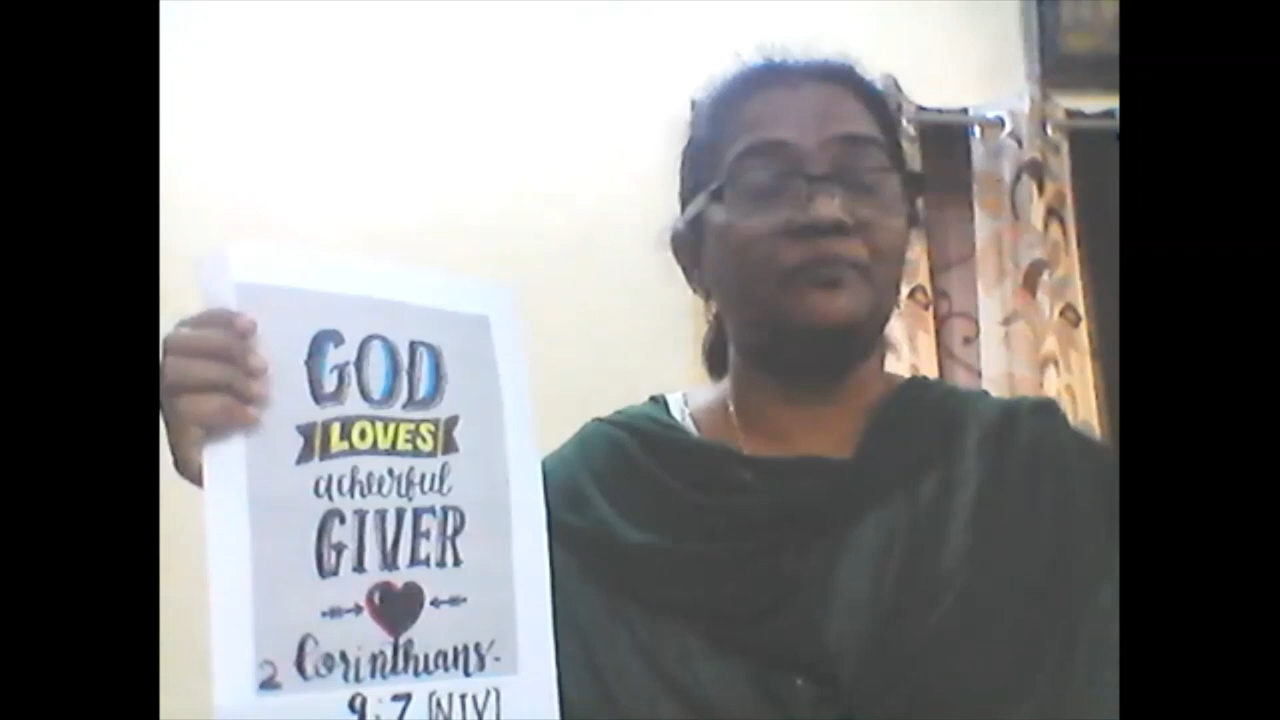 GOD
LOVES
a cheerful
GIVER
2 Corinthians.
9:7 [NIV]